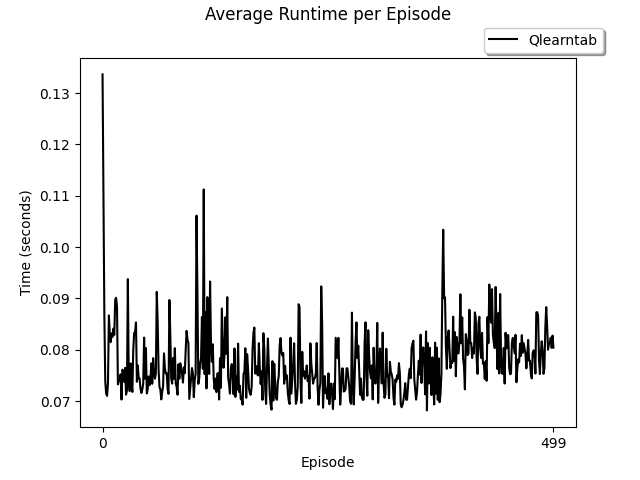 Average Runtime per Episode
Qlearntab
0.13
0.12
0.11
0.10
0.09
0.08
0.07
Time (seconds)
0
499
Episode